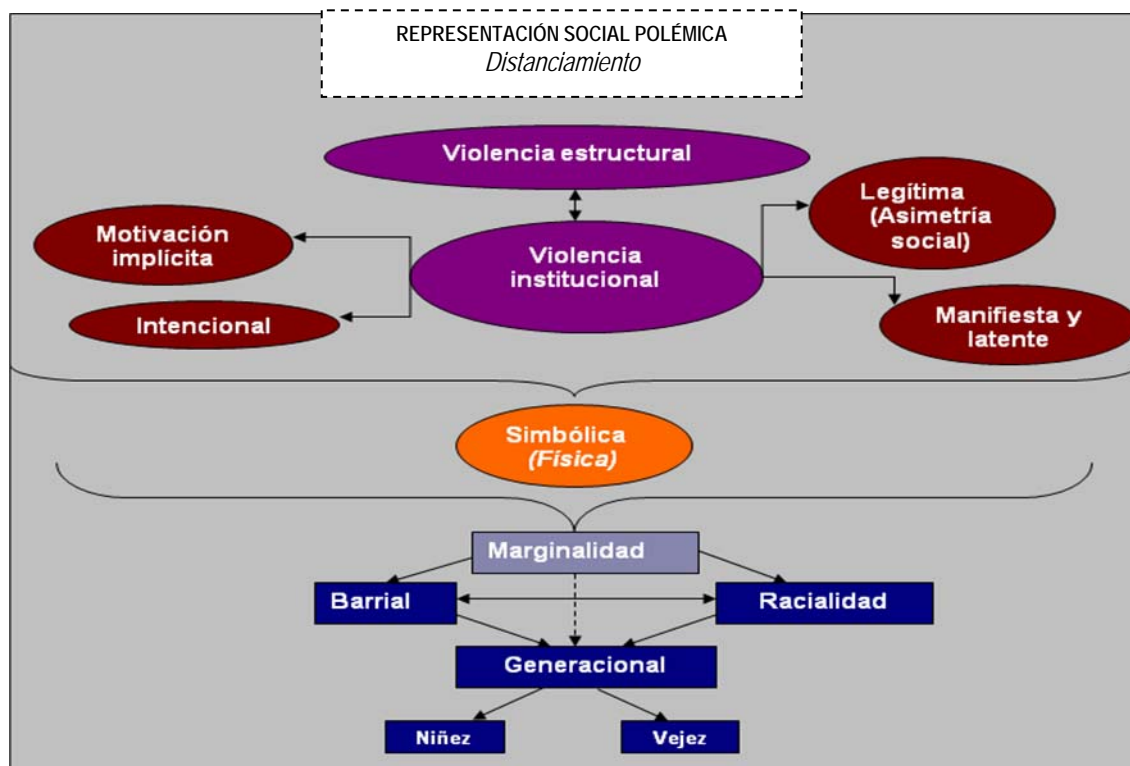 REPRESENTACIÓN SOCIAL POLÉMICA
Distanciamiento
Violencia estructural
Violencia
institucional
Motivación
implícita
Intencional
Legítima
(Asimetría
social)
Manifiesta y
latente
Simbólica
(Física)
Marginalidad
Barrial
Racialidad
Generacional
Niñez
Vejez